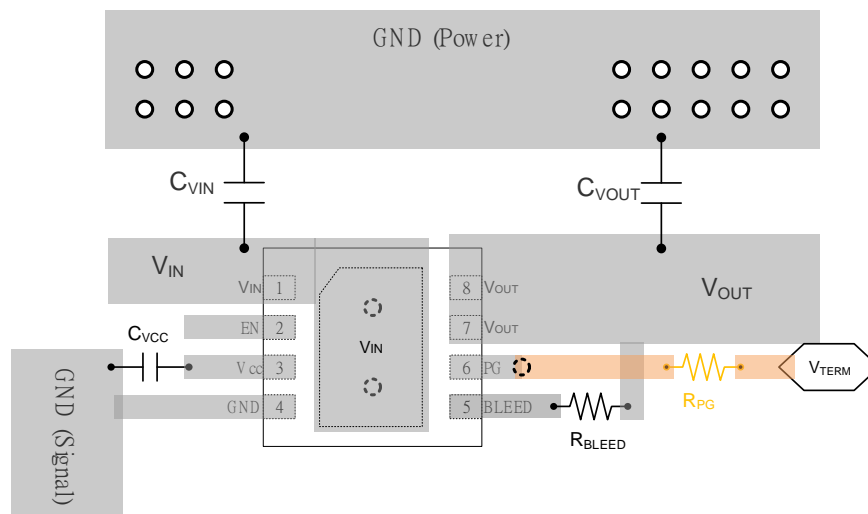 GND (Power)
CVIN
CVOUT
VIN
VOUT
VIN 1
8 VOUT
EN 2
7 VOUT
VIN
CVCC
Vcc 3
6 PG
VTERM
RPG
GND 4
5 BLEED
RBLEED
GND (Signal)